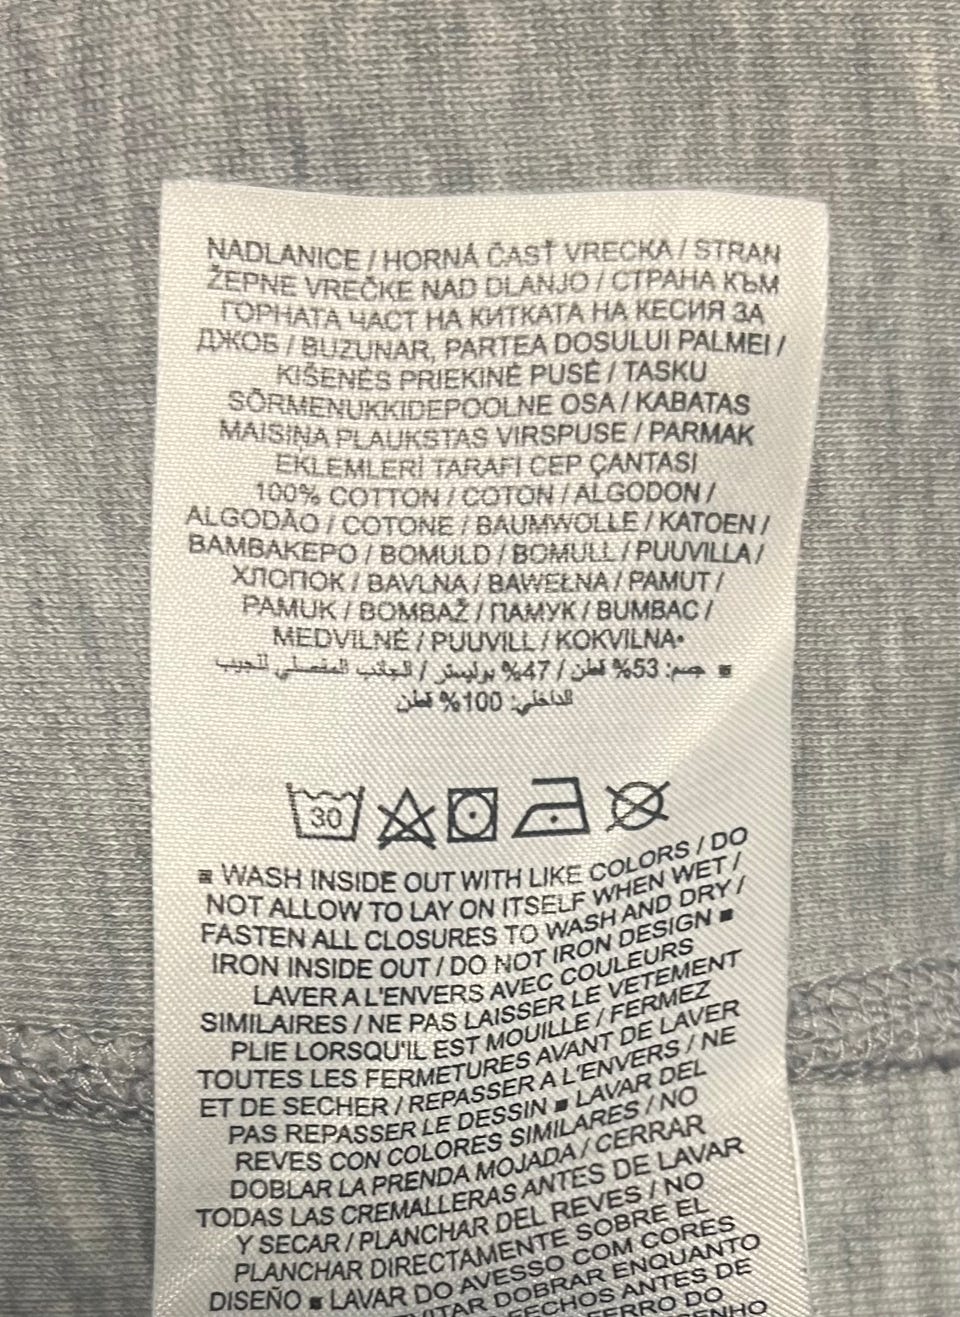 NADLANICE / HORNÁ ČASŤ VRECKA / STRAN
ŽEPNE VREČKE NAD DLANJO / СТРАНА КЪМ
ГОРНАТА ЧАСТ НА КИТКАТА НА КЕСИЯ ЗА
ДЖОБ / BUZUNAR, PARTEA DOSULUI PALMEI /
KIŠENĖS PRIEKINĖ PUSĖ / TASKU
SÕRMENUKKIDEPOOLNE OSA / KABATAS
MAISIŅA PLAUKSTAS VIRSPUSE / PARMAK
EKLEMLERİ TARAFI CEP ÇANTASI
100% COTTON / COTON / ALGODON /
ALGODÃO / COTONE / BAUMWOLLE / KATOEN /
ΒΑΜΒΑΚΕΡΟ / BOMULD / BOMULL / PUUVILLA /
ХЛОПОК / BAVLNA / BAWEŁNA / PAMUT /
PAMUK / BOMBAŽ / ПАМУК / BUMBAC /
MEDVILNĖ / PUUVILL / KOKVILNA•
■ جسم: 53% قطن / 47% بوليستر / الجانب المفصلي للجيب
الداخلي: 100% قطن
30
■ WASH INSIDE OUT WITH LIKE COLORS / DO
NOT ALLOW TO LAY ON ITSELF WHEN WET /
FASTEN ALL CLOSURES TO WASH AND DRY /
IRON INSIDE OUT / DO NOT IRON DESIGN ■
LAVER A L'ENVERS AVEC COULEURS
SIMILAIRES / NE PAS LAISSER LE VETEMENT
PLIE LORSQU'IL EST MOUILLE / FERMEZ
TOUTES LES FERMETURES AVANT DE LAVER
ET DE SECHER / REPASSER A L'ENVERS / NE
PAS REPASSER LE DESSIN ■ LAVAR DEL
REVES CON COLORES SIMILARES / NO
DOBLAR LA PRENDA MOJADA / CERRAR
TODAS LAS CREMALLERAS ANTES DE LAVAR
Y SECAR / PLANCHAR DEL REVES / NO
PLANCHAR DIRECTAMENTE SOBRE EL
DISEÑO ■ LAVAR DO AVESSO COM CORES
DOBRAR ENQUANTO
ANTES DE
DO